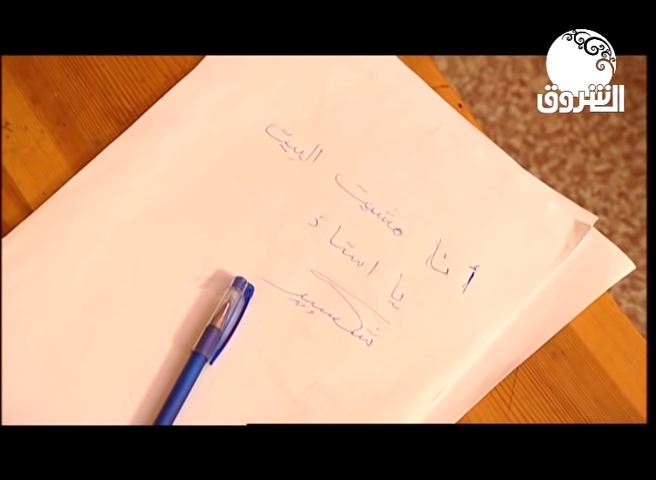 الشروق
أنا مشيت البيت
يا استاذ
شكسبير